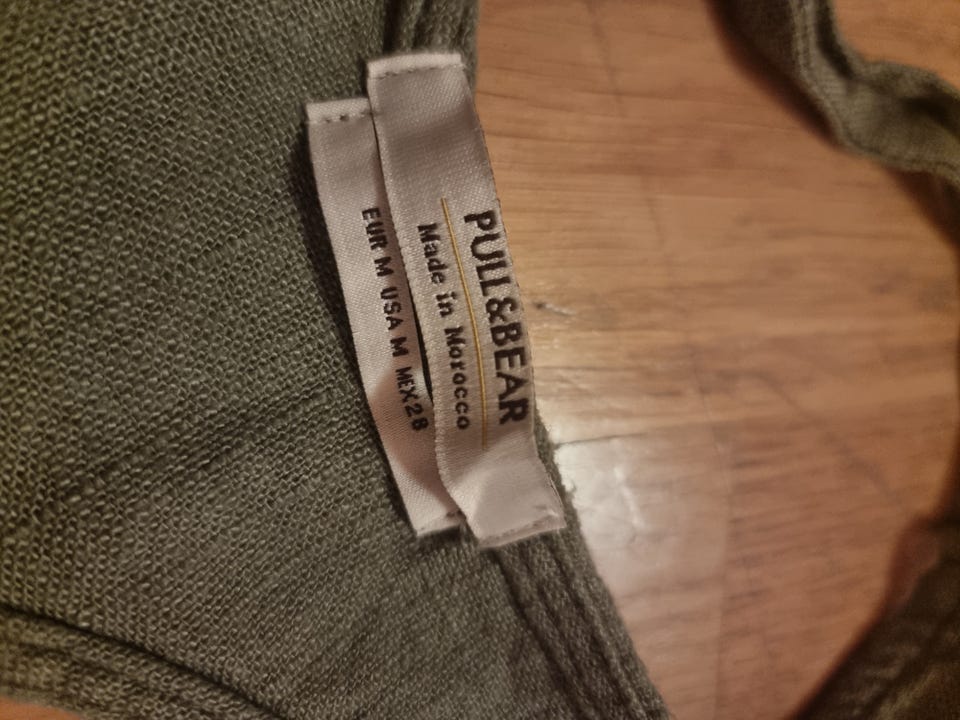 PULL&BEAR
Made in Morocco
EUR M USA M MEX 28